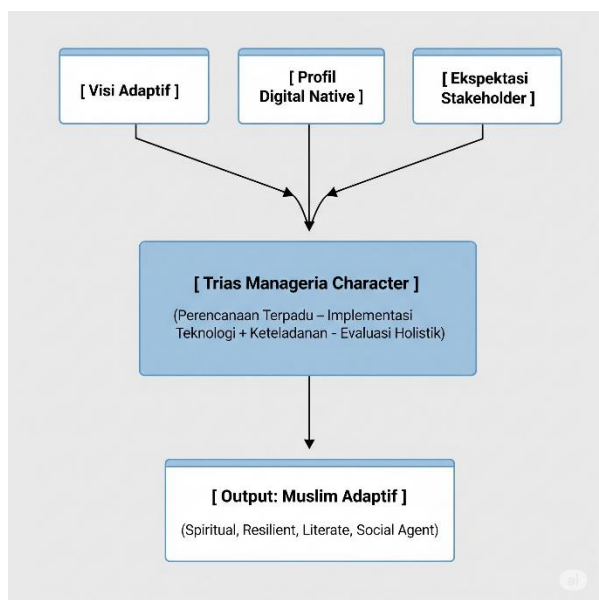 [ Visi Adaptif ]
[ Profil
Digital Native ]
[ Ekspektasi
Stakeholder ]
[ Trias Manageria Character ]
(Perencanaan Terpadu – Implementasi
Teknologi + Keteladanan - Evaluasi Holistik)
[ Output: Muslim Adaptif ]
(Spiritual, Resilient, Literate, Social Agent)
ai